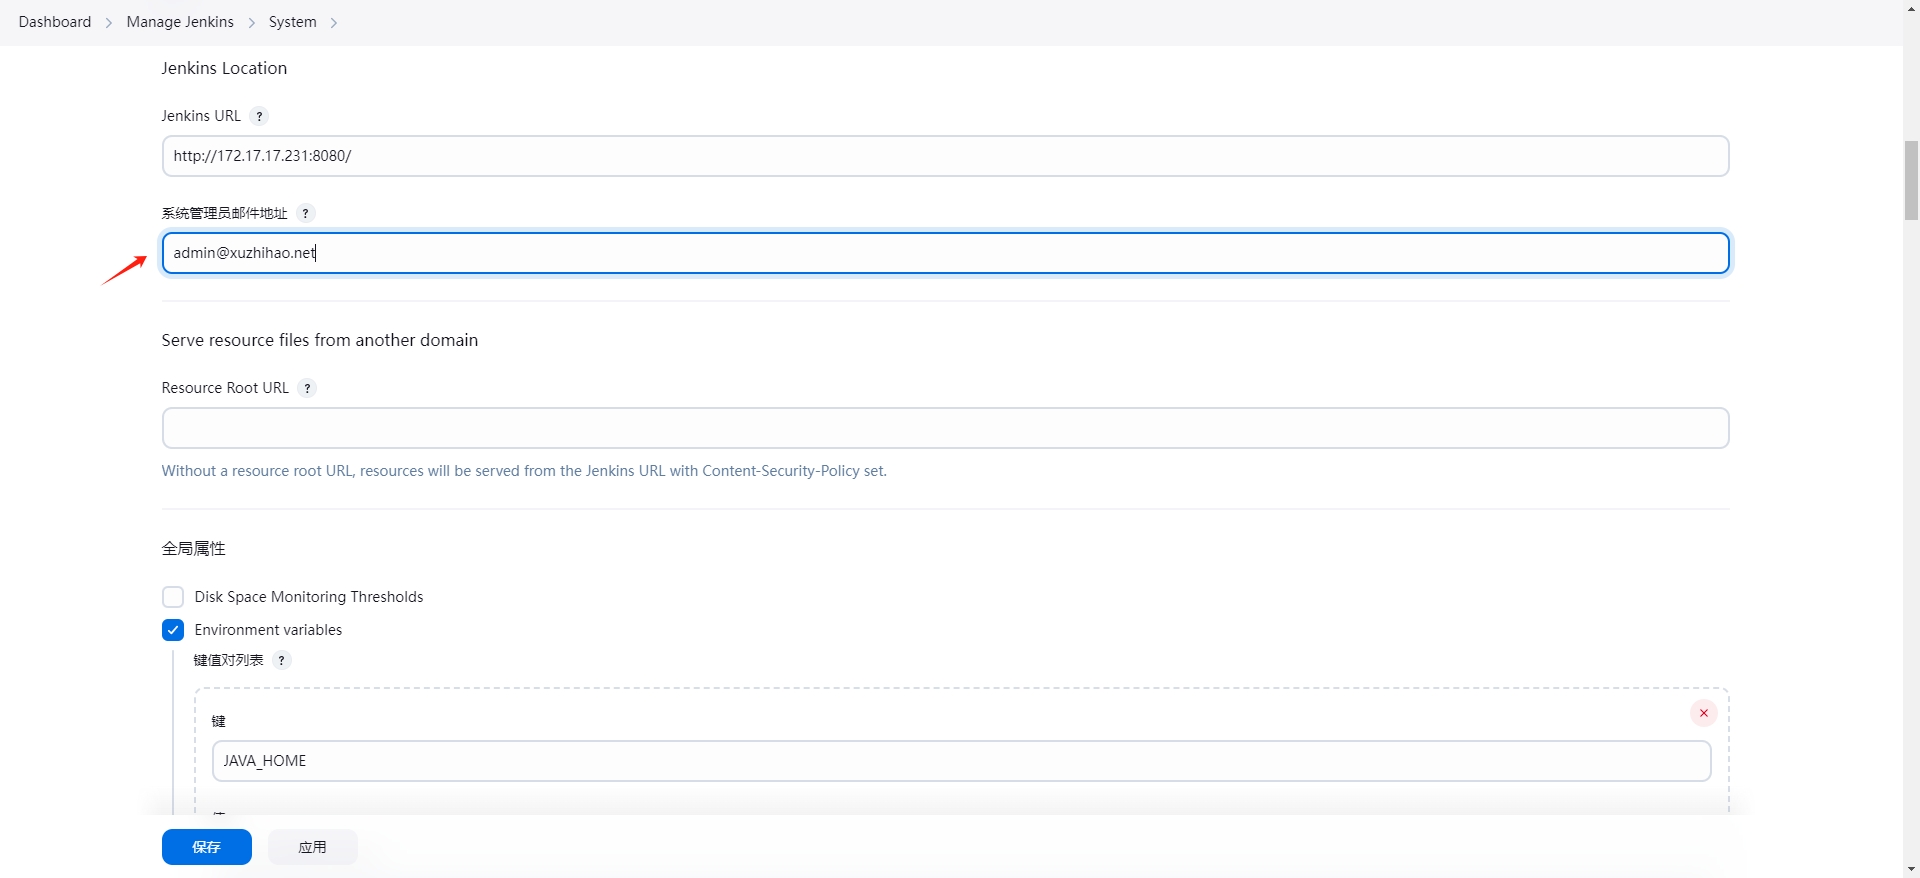 Dashboard > Manage Jenkins > System >
Jenkins Location
Jenkins URL ?
http://172.17.17.231:8080/
系统管理员邮件地址 ?
admin@xuzhihao.net
Serve resource files from another domain
Resource Root URL ?
Without a resource root URL, resources will be served from the Jenkins URL with Content-Security-Policy set.
全局属性
Disk Space Monitoring Thresholds
Environment variables
键值对列表 ?
键
JAVA_HOME
保存 应用